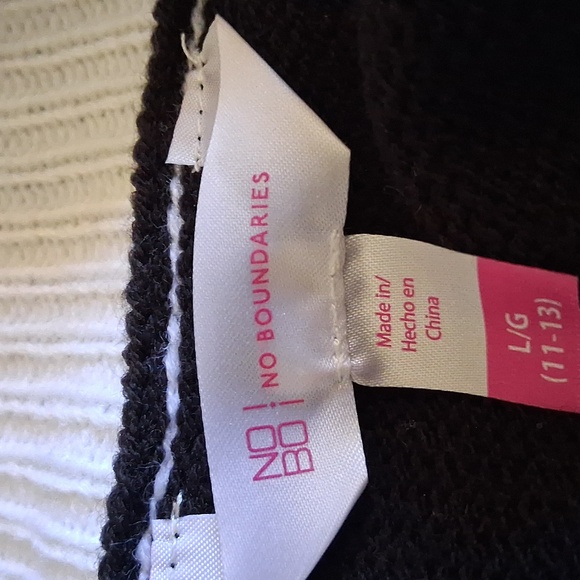 NO
BO
NO BOUNDARIES
Made in/
Hecho en
China
L/G
(11-13)